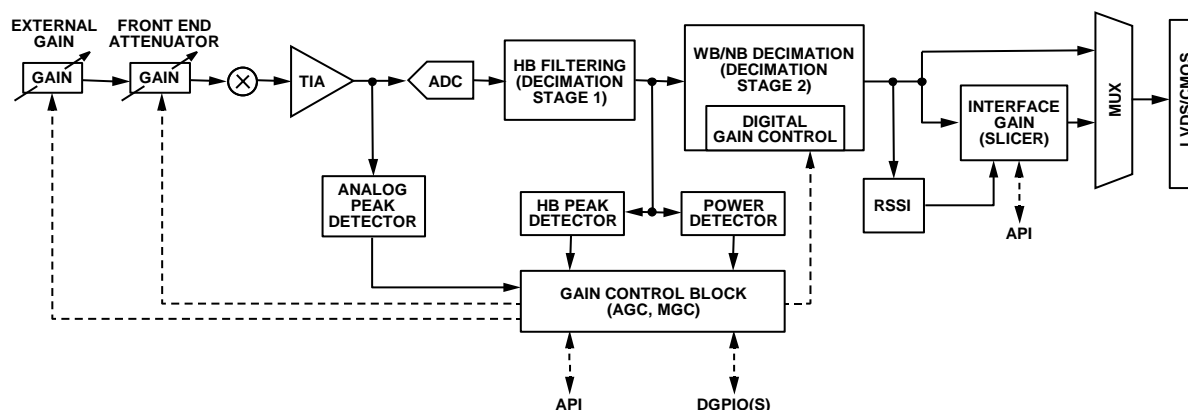 EXTERNAL
GAIN
FRONT END
ATTENUATOR
GAIN
GAIN
TIA
ADC
HB FILTERING
(DECIMATION
STAGE 1)
WB/NB DECIMATION
(DECIMATION
STAGE 2)
DIGITAL
GAIN CONTROL
INTERFACE
GAIN
(SLICER)
MUX
LVDS/CMOS
ANALOG
PEAK
DETECTOR
HB PEAK
DETECTOR
POWER
DETECTOR
RSSI
API
GAIN CONTROL BLOCK
(AGC, MGC)
API
DGPIO(S)